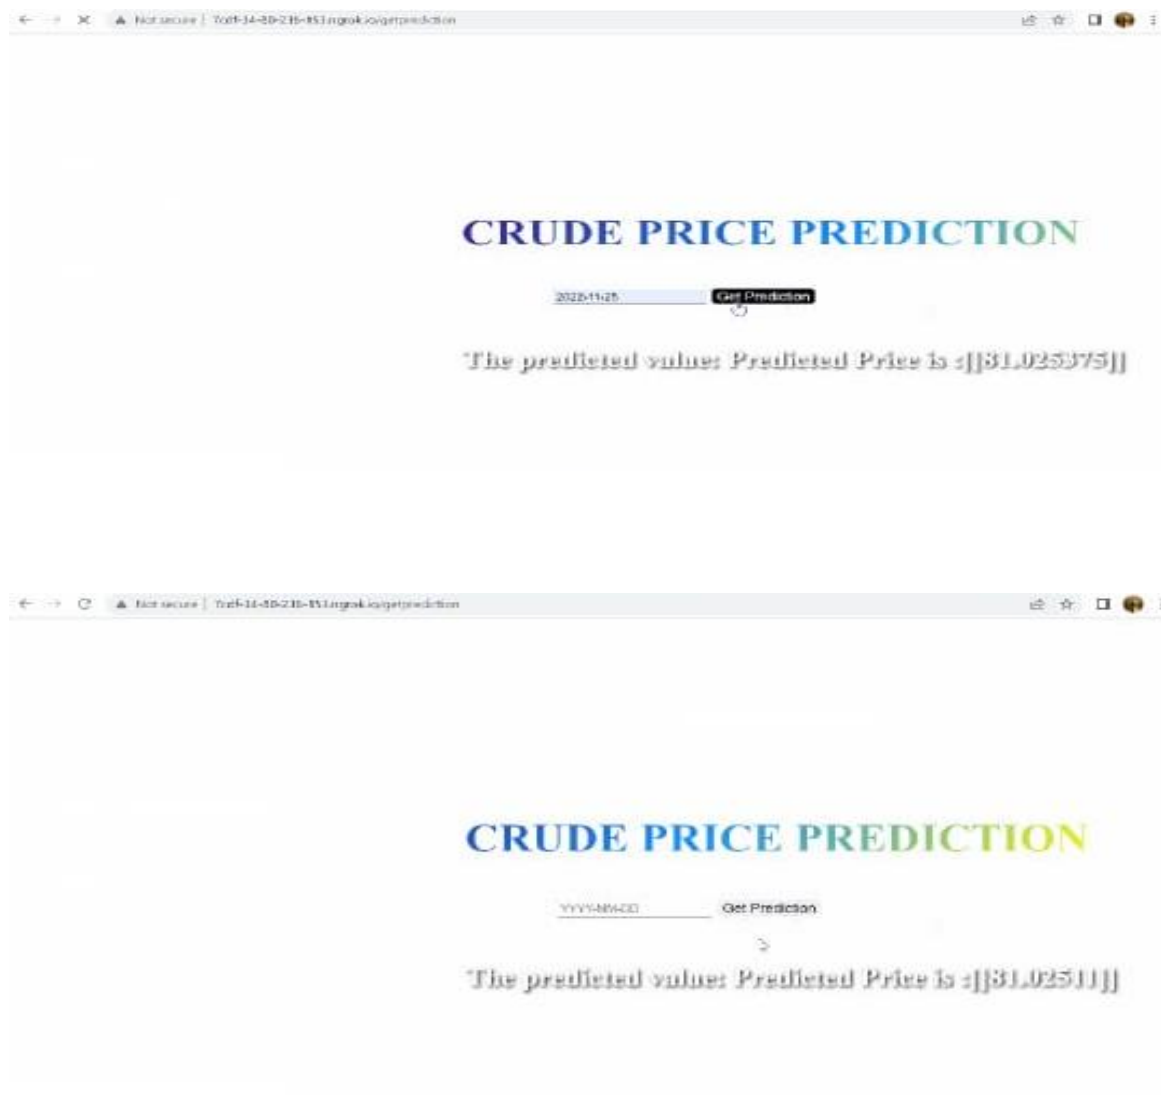 Not secure
CRUDE PRICE PREDICTION
2022-11-25 Get Prediction
The predicted value: Predicted Price is :[[81.025375]]
Not secure
CRUDE PRICE PREDICTION
YYYY-MM-DD Get Prediction
The predicted value: Predicted Price is :[[81.02511]]